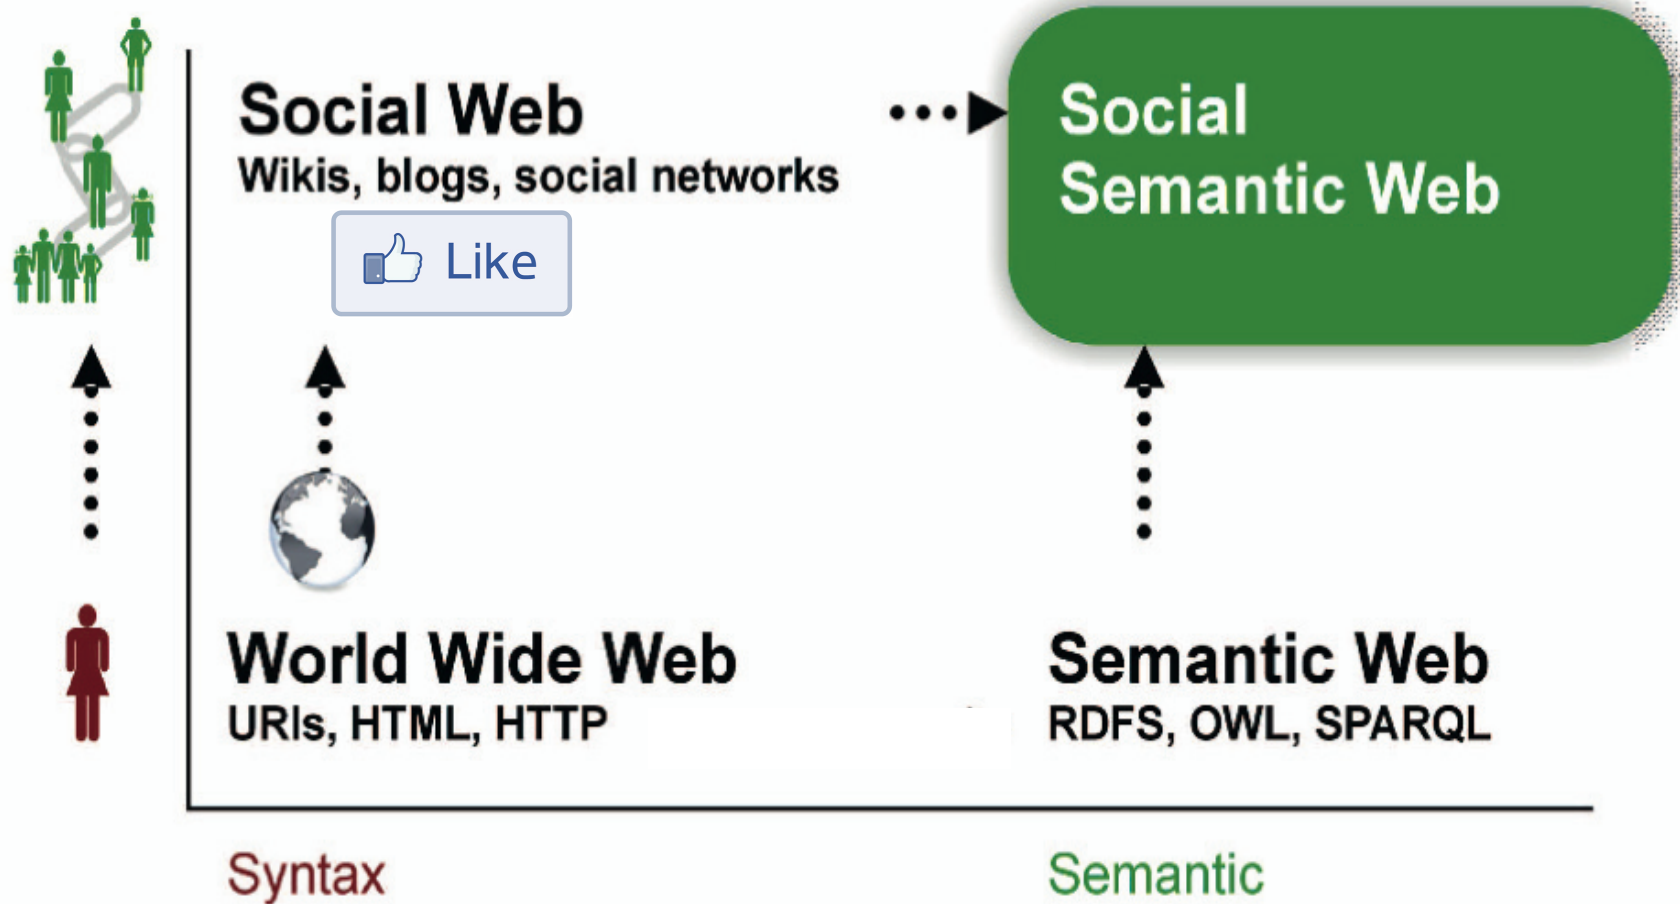 Social Web
Wikis, blogs, social networks
Like
Social
Semantic Web
World Wide Web
URIs, HTML, HTTP
Semantic Web
RDFS, OWL, SPARQL
Syntax
Semantic